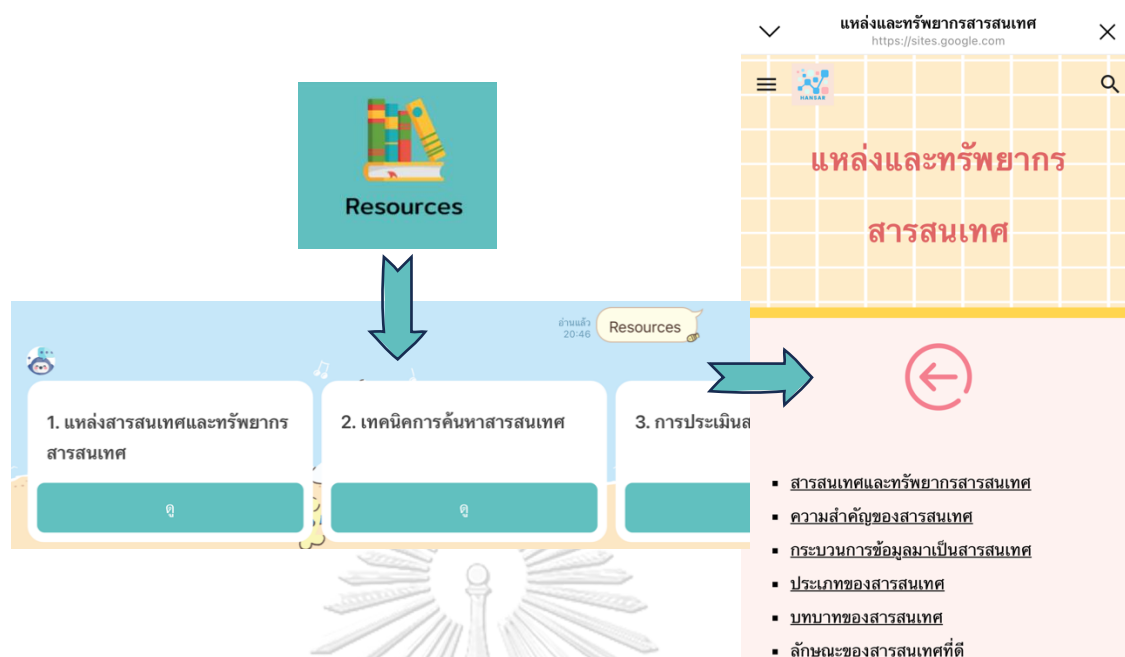 Resources
อ่านแล้ว
20:46
Resources
1. แหล่งสารสนเทศและทรัพยากร
สารสนเทศ
ดู
2. เทคนิคการค้นหาสารสนเทศ
ดู
3. การประเมินส
แหล่งและทรัพยากรสารสนเทศ
https://sites.google.com
HANSAR
แหล่งและทรัพยากร
สารสนเทศ
สารสนเทศและทรัพยากรสารสนเทศ
ความสำคัญของสารสนเทศ
กระบวนการข้อมูลมาเป็นสารสนเทศ
ประเภทของสารสนเทศ
บทบาทของสารสนเทศ
ลักษณะของสารสนเทศที่ดี